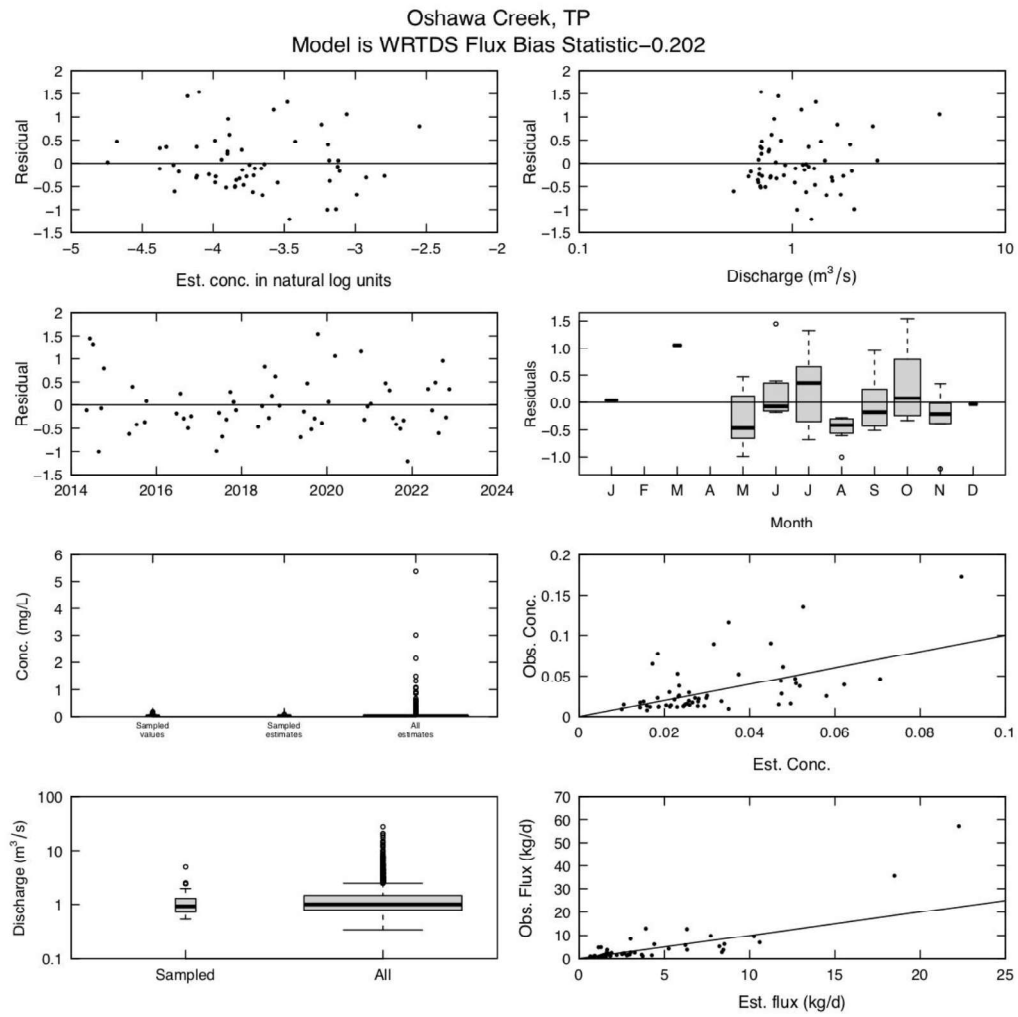 Oshawa Creek, TP
Model is WRTDS Flux Bias Statistic−0.202
2
1.5
1
0.5
0
−0.5
−1
−1.5
Residual
−5 −4.5 −4 −3.5 −3 −2.5 −2
Est. conc. in natural log units
2
1.5
1
0.5
0
−0.5
−1
−1.5
Residual
0.1 1 10
Discharge (m³/s)
2
1.5
1
0.5
0
−0.5
−1
−1.5
Residual
2014 2016 2018 2020 2022 2024
1.5
1.0
0.5
0.0
−0.5
−1.0
Residuals
J F M A M J J A S O N D
Month
6
5
4
3
2
1
0
Conc. (mg/L)
Sampled values
Sampled estimates
All estimates
0.2
0.15
0.1
0.05
0
Obs. Conc.
0 0.02 0.04 0.06 0.08 0.1
Est. Conc.
100
10
1
0.1
Discharge (m³/s)
Sampled All
70
60
50
40
30
20
10
0
Obs. Flux (kg/d)
0 5 10 15 20 25
Est. flux (kg/d)